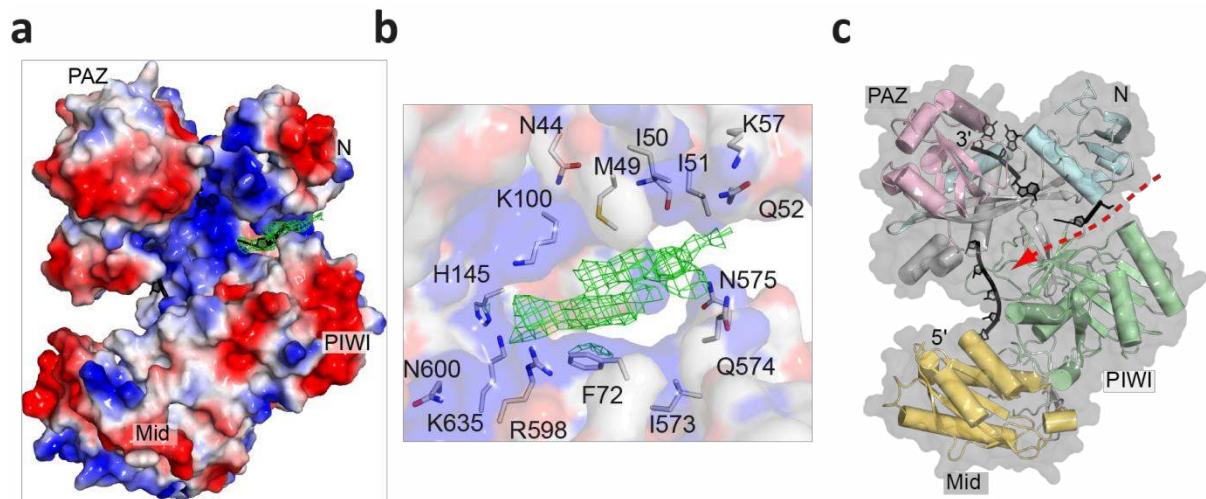 a
PAZ
N
PIWI
Mid
b
N44
I50
K57
M49
I51
K100
Q52
H145
N575
N600
Q574
F72
K635
R598
I573
c
PAZ
N
3'
5'
PIWI
Mid